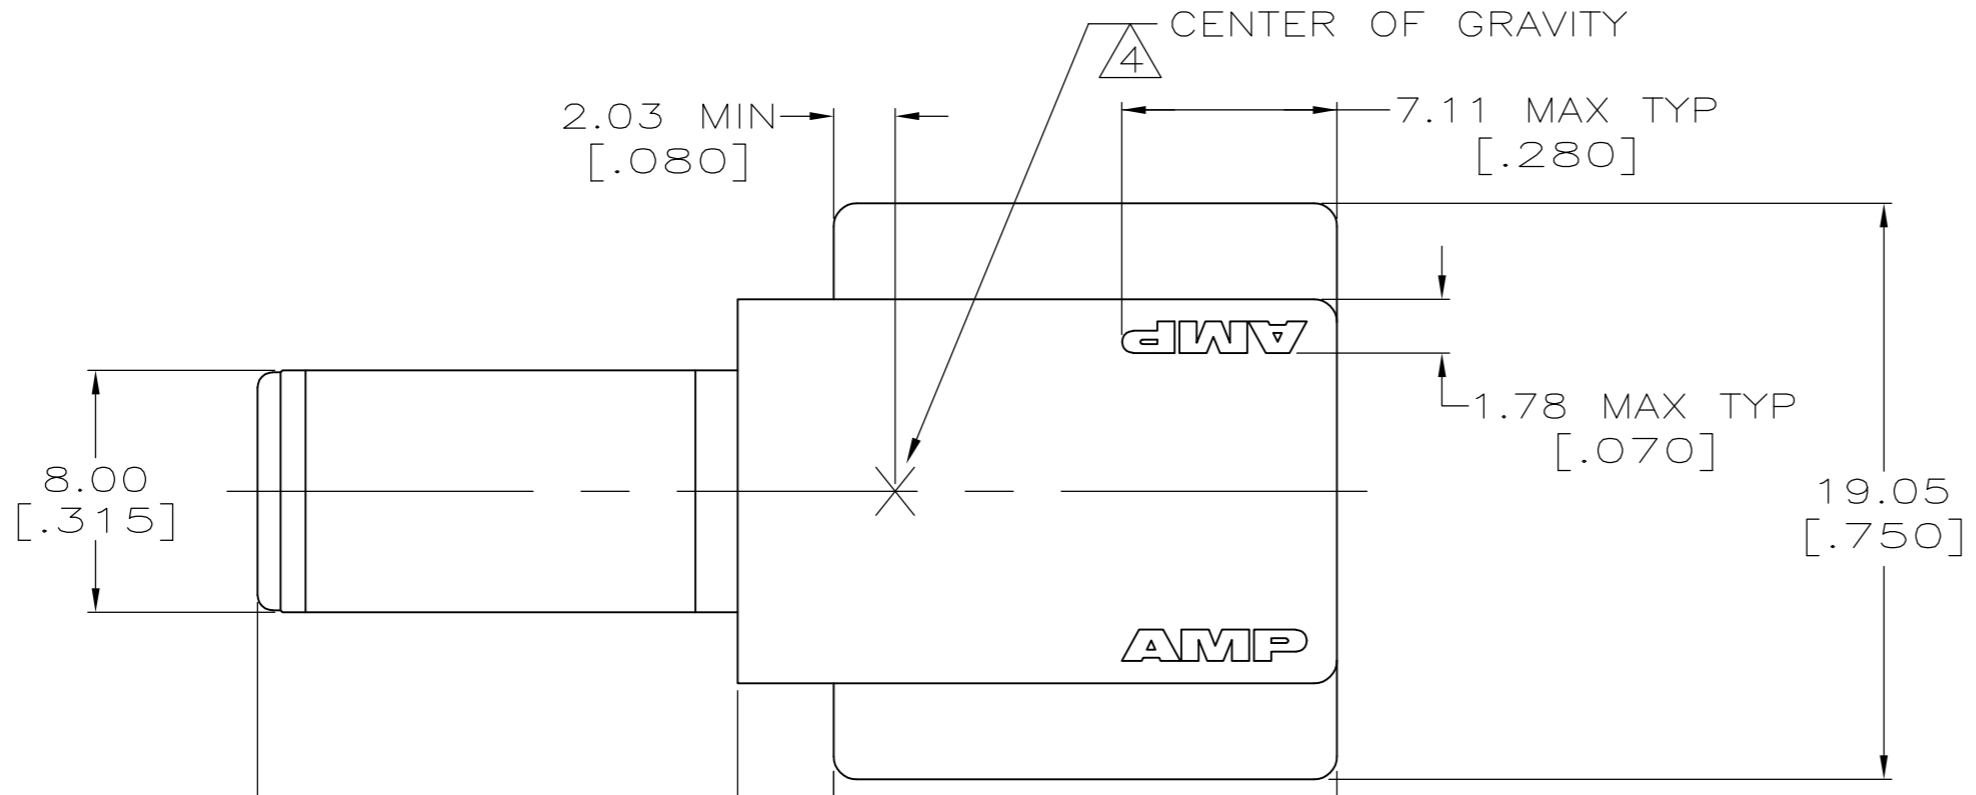 CENTER OF GRAVITY
4
2.03 MIN
[.080]
7.11 MAX TYP
[.280]
AMP
1.78 MAX TYP
[.070]
8.00
[.315]
19.05
[.750]
AMP